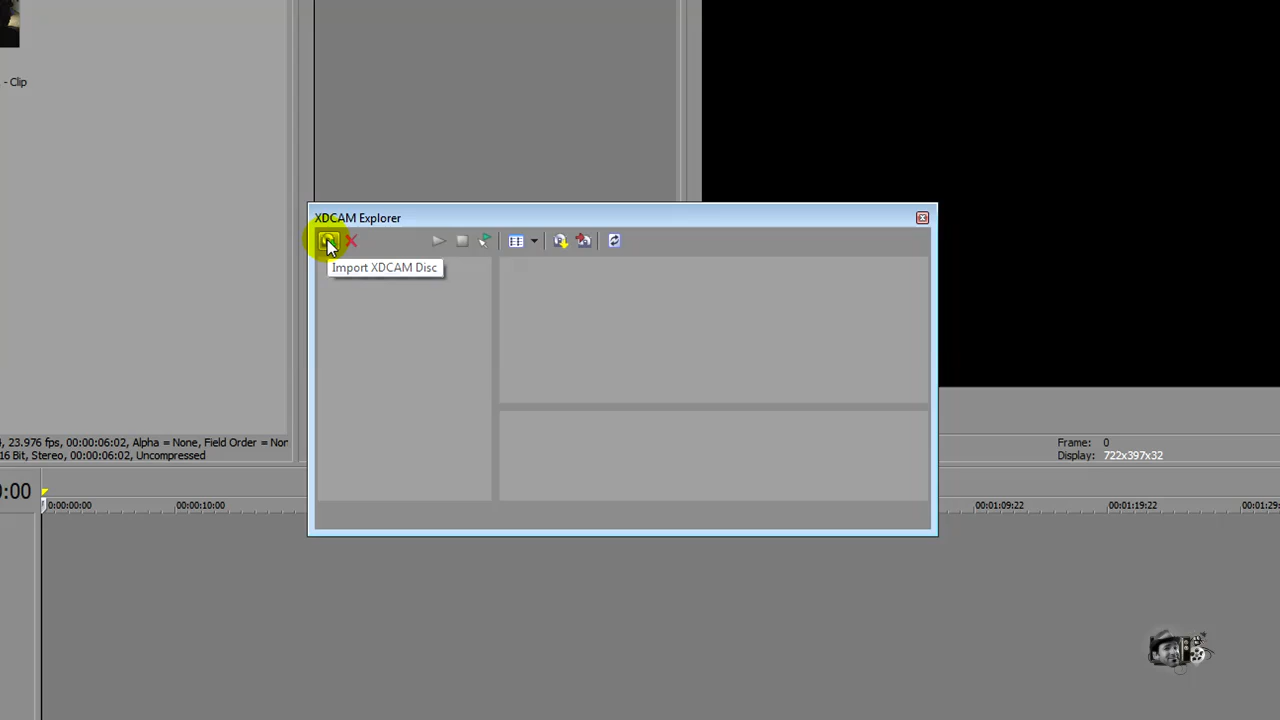 - Clip
XDCAM Explorer
Import XDCAM Disc
, 23.976 fps, 00:00:06:02, Alpha = None, Field Order = Nor
16 Bit, Stereo, 00:00:06:02, Uncompressed
Frame: 0
Display: 722x397x32
0:00
0:00:00:00
00:00:10:00
00:01:09:22
00:01:19:22
00:01:29: